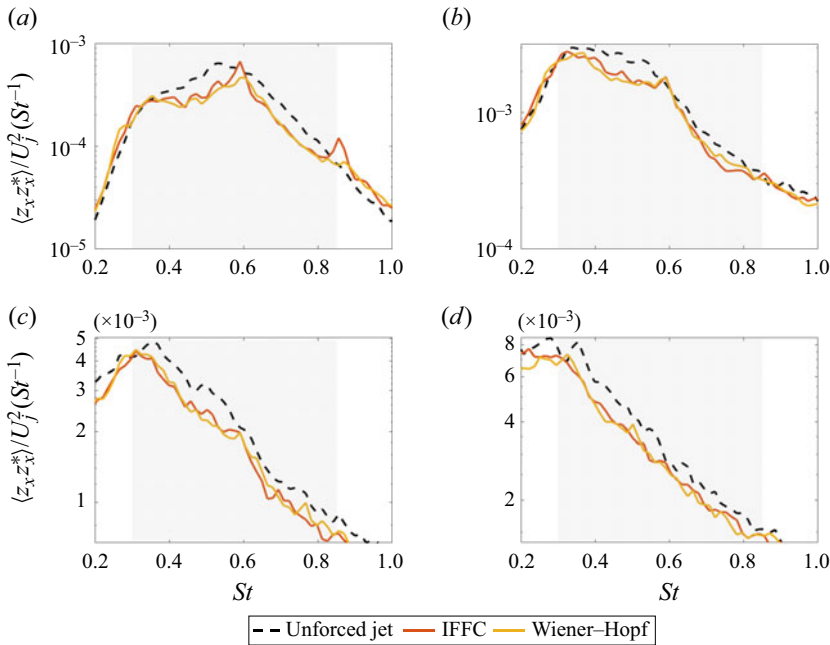 (a)
(b)
10⁻³
10⁻⁴
10⁻⁵
⟨z_x z_x^*⟩/U_j^2 (St⁻¹)
0.2 0.4 0.6 0.8 1.0
10⁻³
10⁻⁴
0.2 0.4 0.6 0.8 1.0
(c)
(×10⁻³)
5
4
3
2
1
⟨z_x z_x^*⟩/U_j^2 (St⁻¹)
0.2 0.4 0.6 0.8 1.0
St
(d)
(×10⁻³)
8
6
4
2
0.2 0.4 0.6 0.8 1.0
St
Unforced jet IFFC Wiener–Hopf